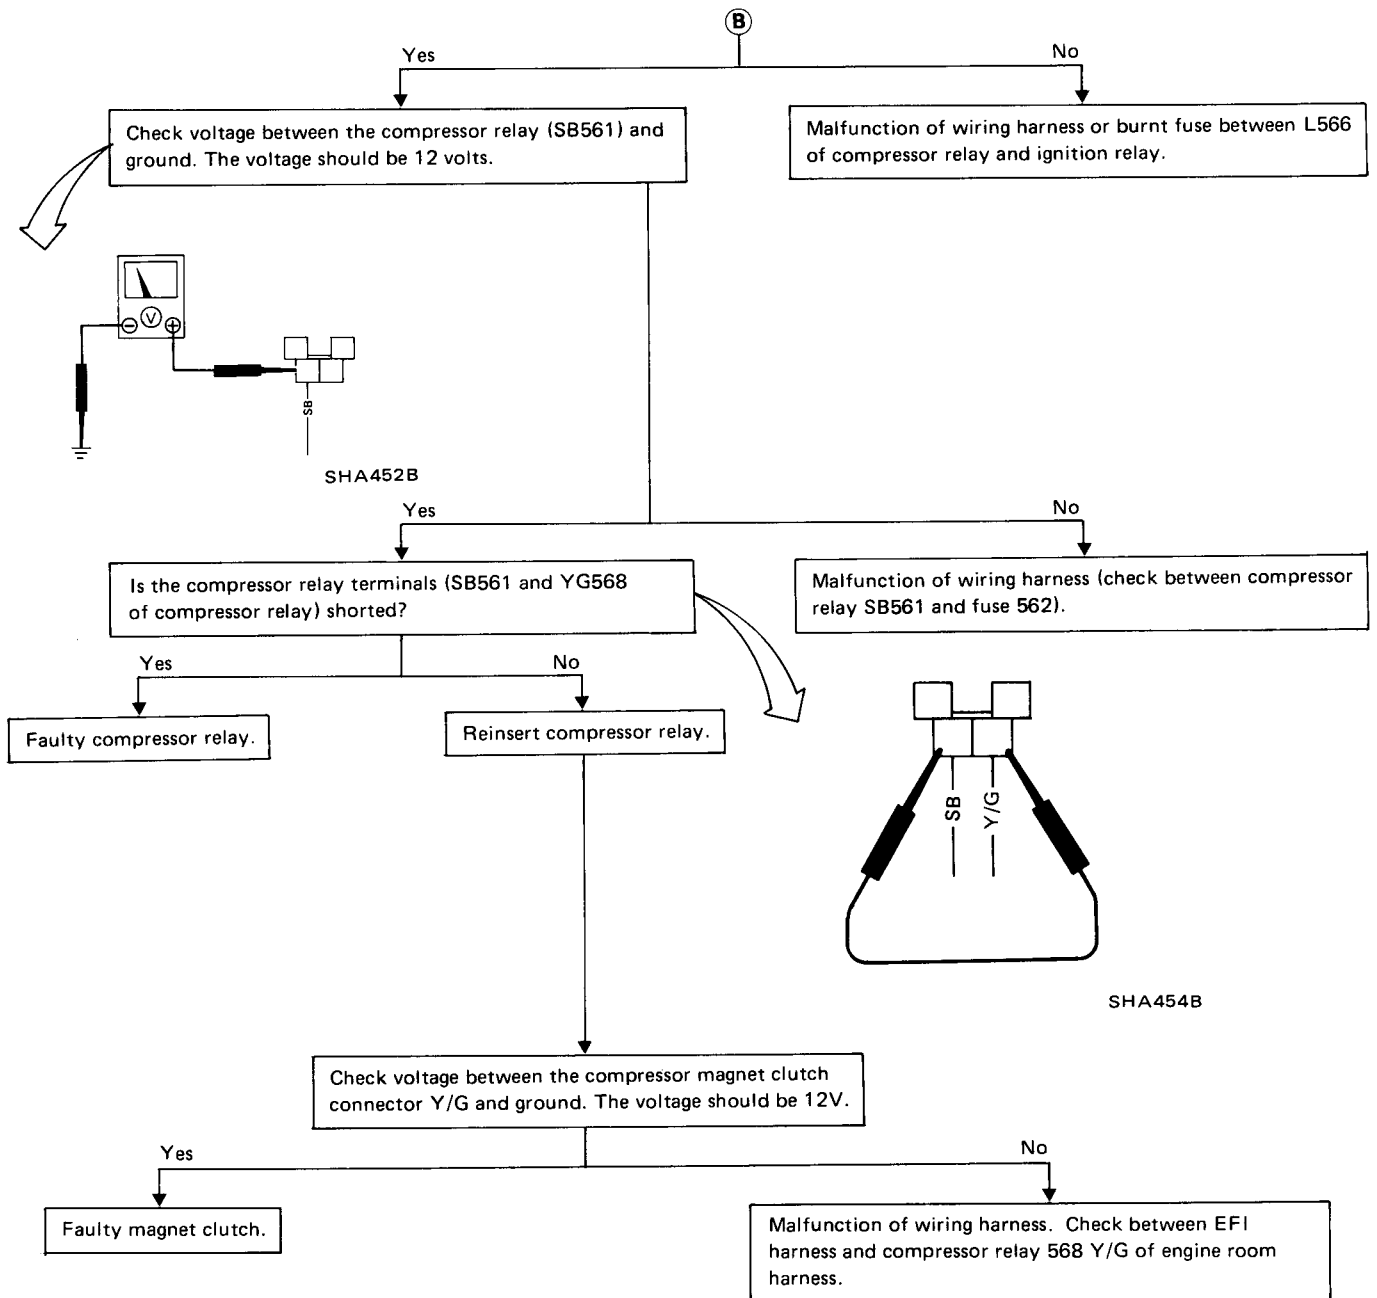 B
Yes
No
Check voltage between the compressor relay (SB561) and
ground. The voltage should be 12 volts.
Malfunction of wiring harness or burnt fuse between L566
of compressor relay and ignition relay.
V
SB
SHA452B
Yes
No
Is the compressor relay terminals (SB561 and YG568
of compressor relay) shorted?
Malfunction of wiring harness (check between compressor
relay SB561 and fuse 562).
Yes
No
Faulty compressor relay.
Reinsert compressor relay.
SB
Y/G
SHA454B
Check voltage between the compressor magnet clutch
connector Y/G and ground. The voltage should be 12V.
Yes
No
Faulty magnet clutch.
Malfunction of wiring harness. Check between EFI
harness and compressor relay 568 Y/G of engine room
harness.